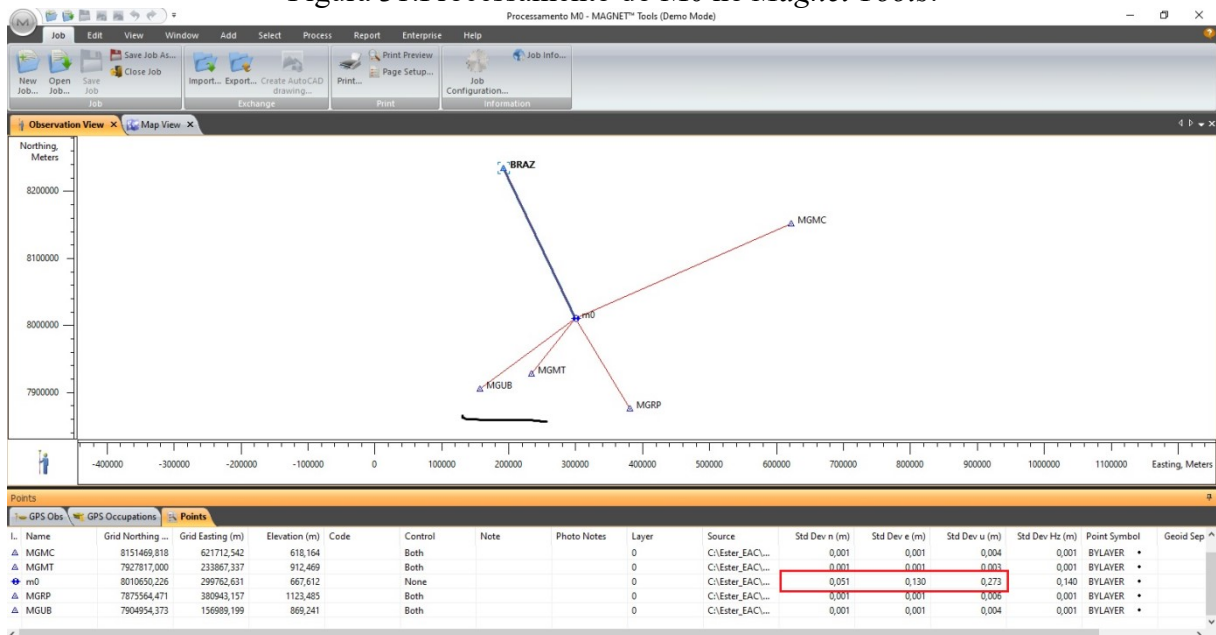 Figura 31:Processamento do M0 no Magnet Tools.
Processamento M0 - MAGNET™ Tools (Demo Mode)
Job Edit View Window Add Select Process Report Enterprise Help
New Job...
Open Job...
Save Job
Save Job As...
Close Job
Job
Import...
Export...
Create AutoCAD drawing...
Exchange
Print...
Print Preview
Page Setup...
Print
Job Configuration...
Job Info...
Information
Observation View
Map View
Northing, Meters
8200000
8100000
8000000
7900000
BRAZ
MGMC
m0
MGMT
MGUB
MGRP
-400000 -300000 -200000 -100000 0 100000 200000 300000 400000 500000 600000 700000 800000 900000 1000000 1100000 Easting, Meters
Points
GPS Obs GPS Occupations Points
I.. Name Grid Northing ... Grid Easting (m) Elevation (m) Code Control Note Photo Notes Layer Source Std Dev n (m) Std Dev e (m) Std Dev u (m) Std Dev Hz (m) Point Symbol Geoid Sep
MGMC 8151469,818 621712,542 618,164 Both 0 C:\Ester_EAC\... 0,001 0,001 0,004 0,001 BYLAYER
MGMT 7927817,000 233867,337 912,469 Both 0 C:\Ester_EAC\... 0,001 0,001 0,003 0,001 BYLAYER
m0 8010650,226 299762,631 667,612 None 0 C:\Ester_EAC\... 0,051 0,130 0,273 0,140 BYLAYER
MGRP 7875564,471 380943,157 1123,485 Both 0 C:\Ester_EAC\... 0,001 0,001 0,006 0,001 BYLAYER
MGUB 7904954,373 156989,199 869,241 Both 0 C:\Ester_EAC\... 0,001 0,001 0,004 0,001 BYLAYER